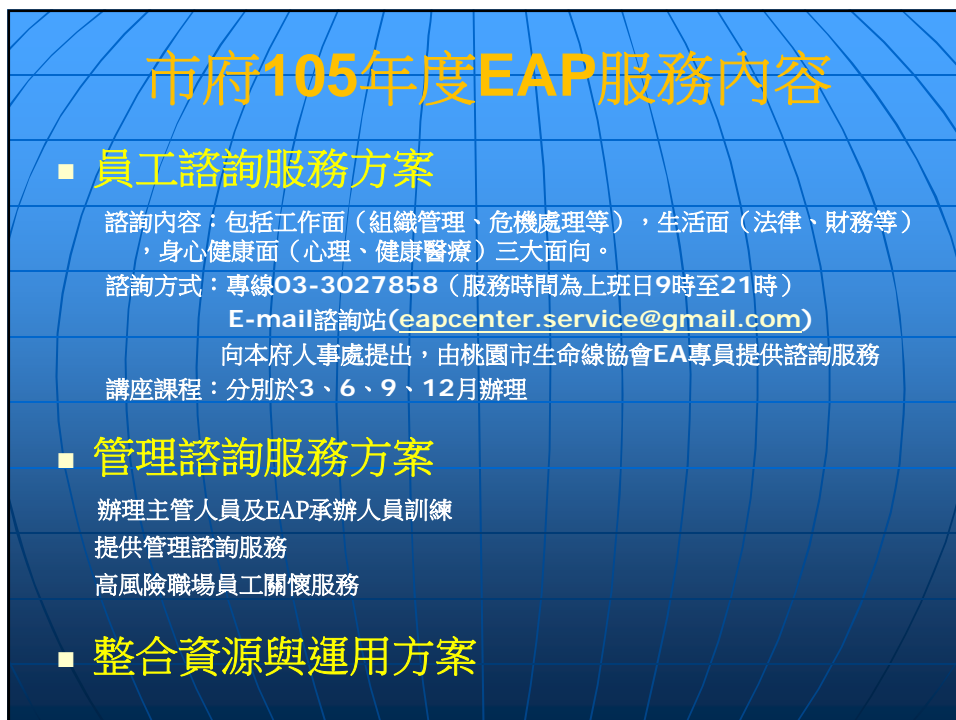 市府105年度EAP服務內容
員工諮詢服務方案
諮詢內容：包括工作面（組織管理、危機處理等），生活面（法律、財務等）
，身心健康面（心理、健康醫療）三大面向。
諮詢方式：專線03-3027858（服務時間為上班日9時至21時）
E-mail諮詢站(eapcenter.service@gmail.com)
向本府人事處提出，由桃園市生命線協會EA專員提供諮詢服務
講座課程：分別於3、6、9、12月辦理
管理諮詢服務方案
辦理主管人員及EAP承辦人員訓練
提供管理諮詢服務
高風險職場員工關懷服務
整合資源與運用方案